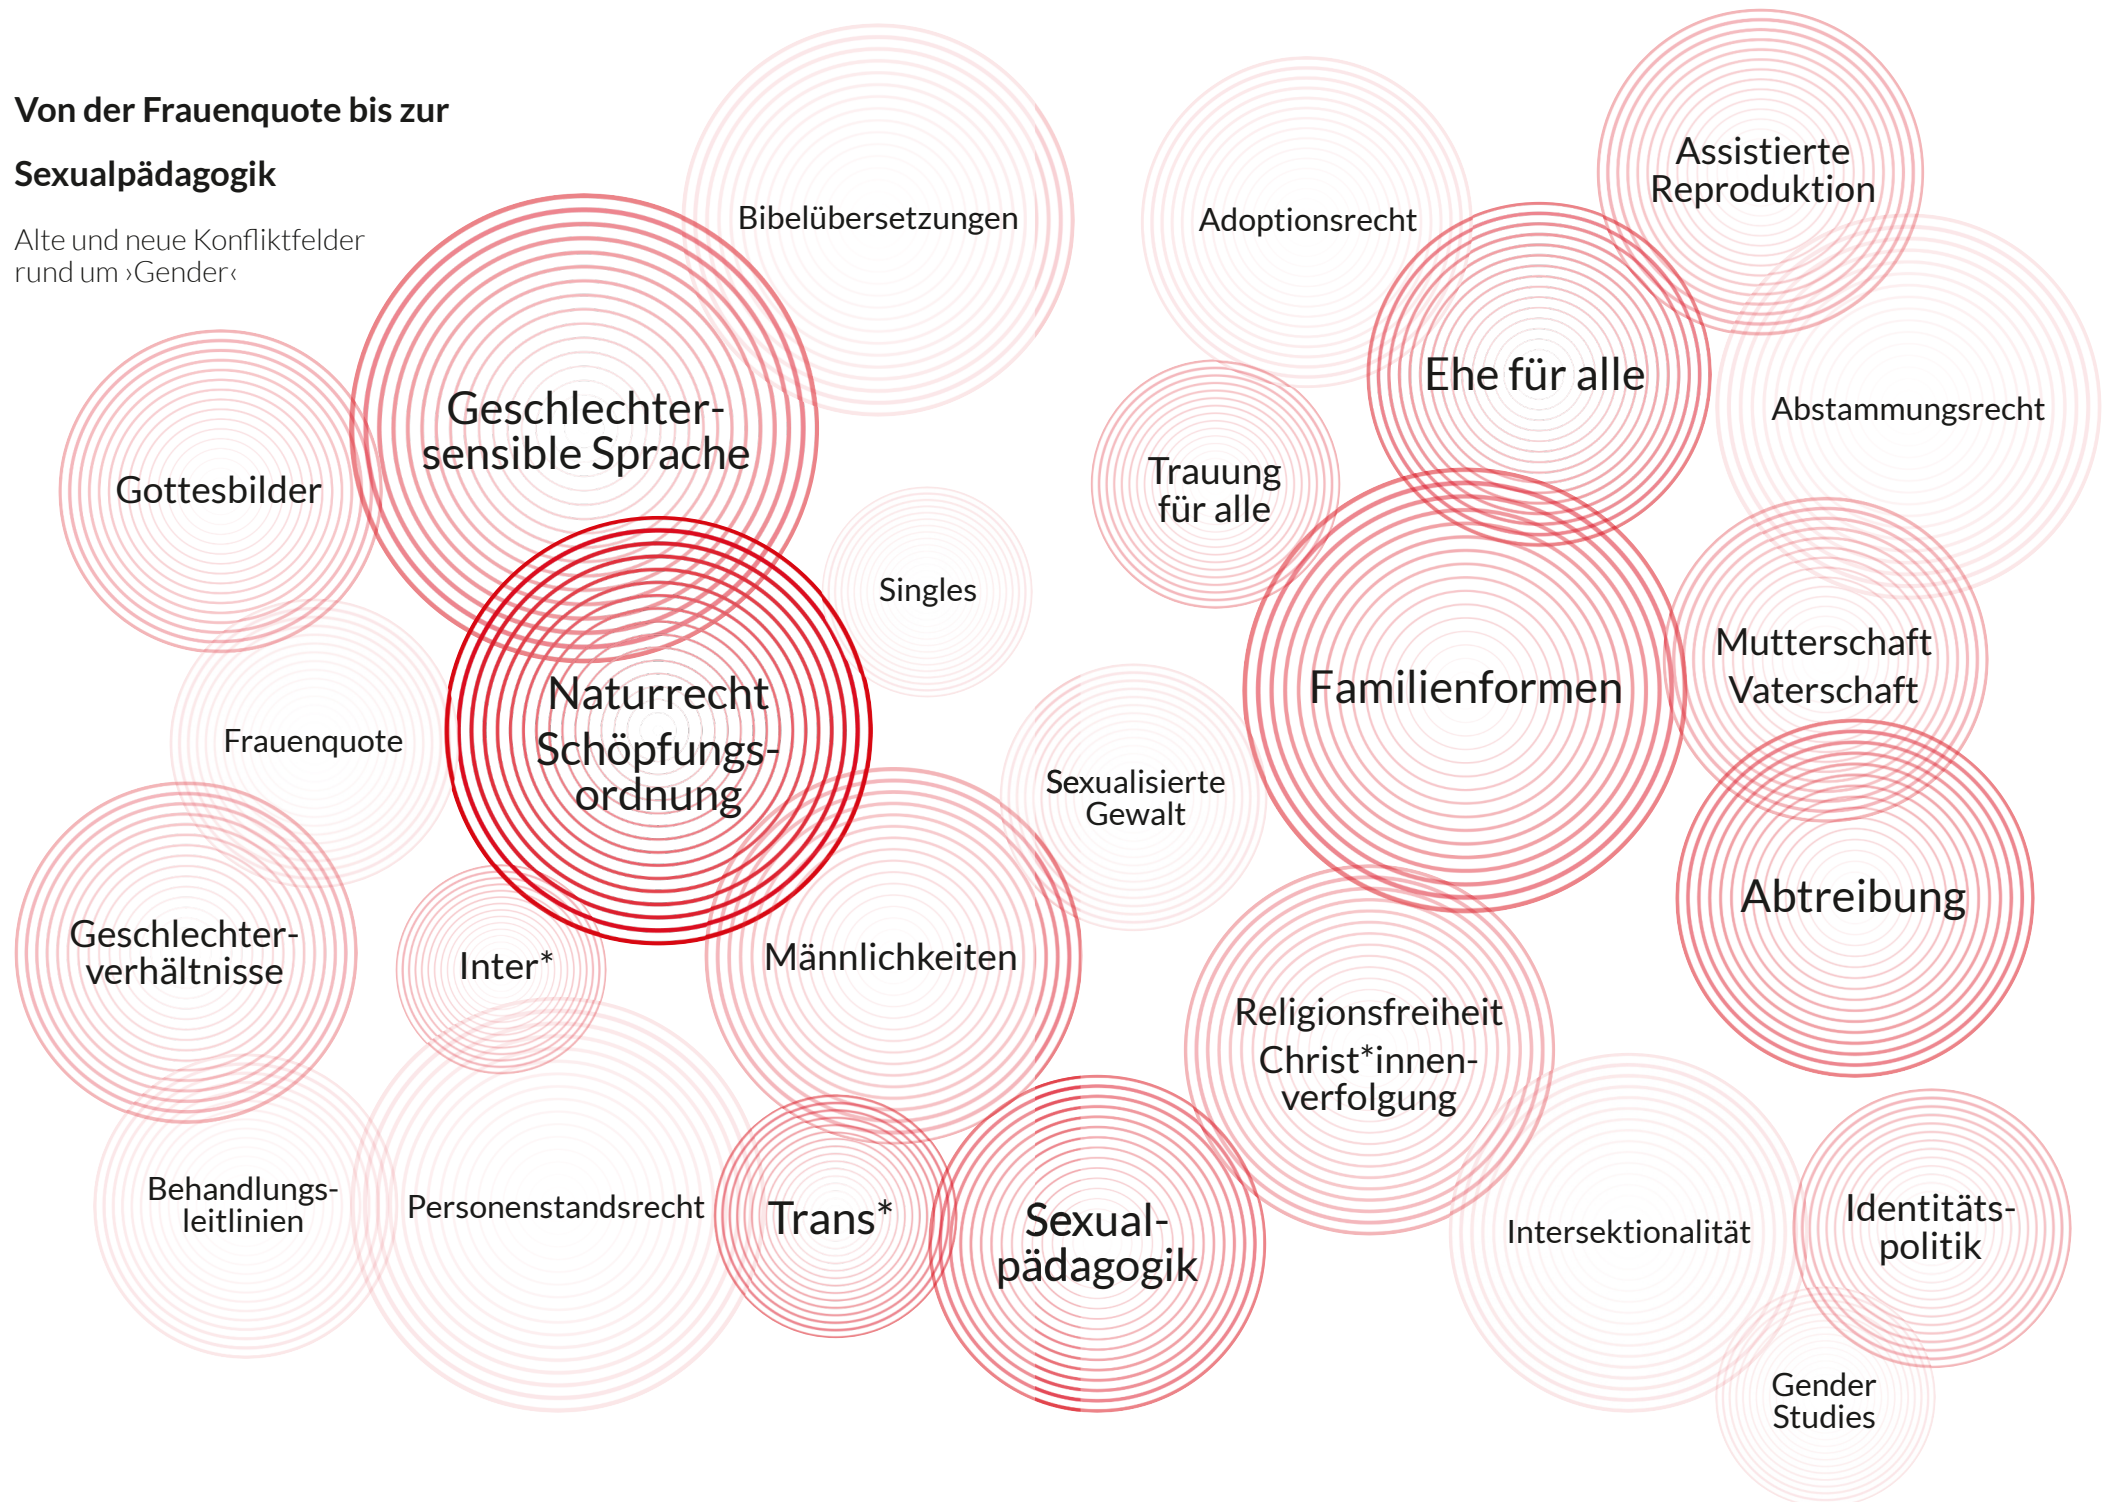 Von der Frauenquote bis zur
Sexualpädagogik
Alte und neue Konfliktfelder
rund um ›Gender‹
Bibelübersetzungen
Adoptionsrecht
Assistierte
Reproduktion
Geschlechter-
sensible Sprache
Ehe für alle
Abstammungsrecht
Gottesbilder
Trauung
für alle
Singles
Naturrecht
Schöpfungs-
ordnung
Familienformen
Mutterschaft
Vaterschaft
Frauenquote
Sexualisierte
Gewalt
Abtreibung
Geschlechter-
verhältnisse
Inter*
Männlichkeiten
Religionsfreiheit
Christ*innen-
verfolgung
Behandlungs-
leitlinien
Personenstandsrecht
Trans*
Sexual-
pädagogik
Intersektionalität
Identitäts-
politik
Gender
Studies